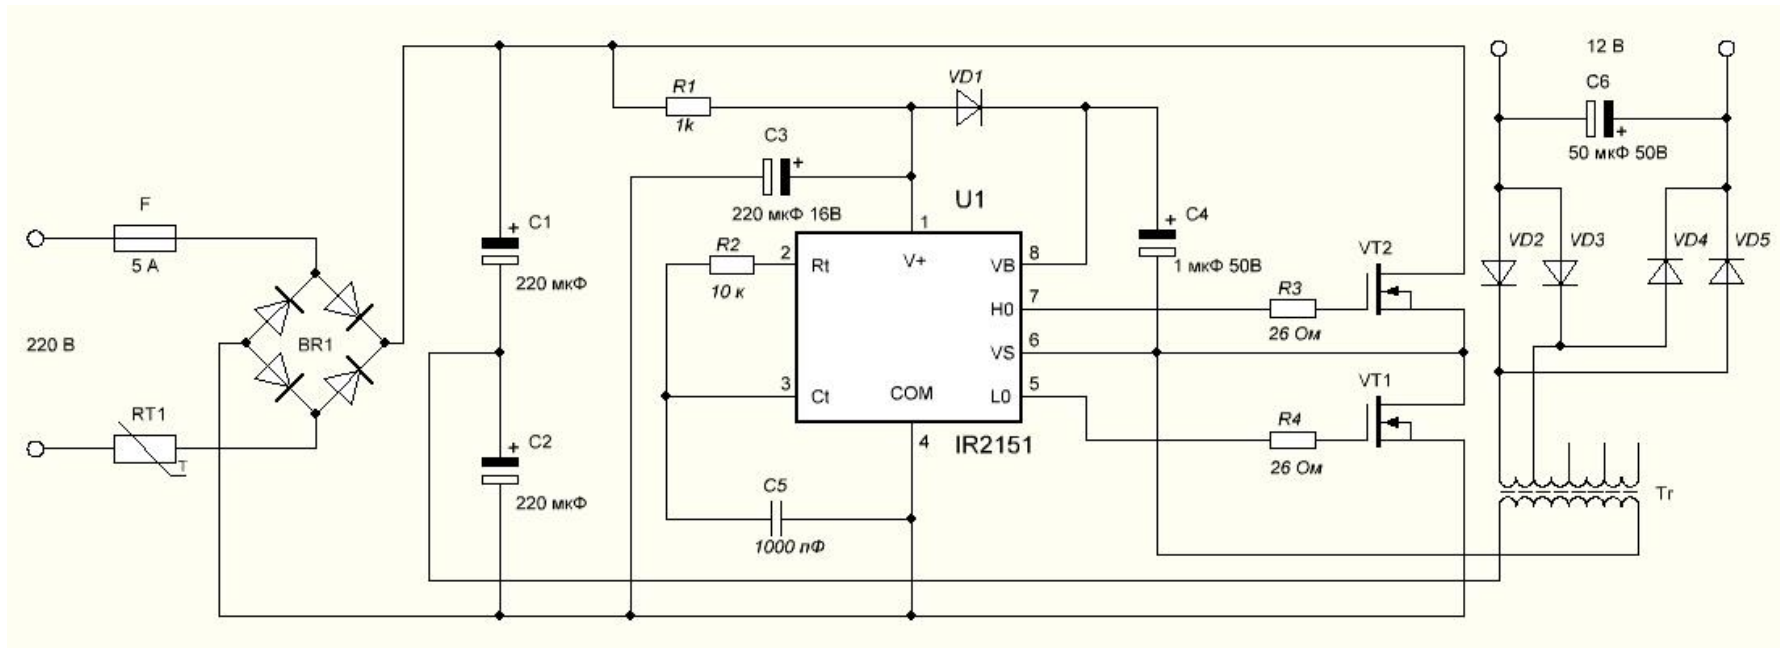 12 В
C6
+
50 мкФ 50В
VD1
R1
1k
C3
+
220 мкФ 16В
U1
F
5 A
+
C1
220 мкФ
R2
10 к
1
2
Rt
V+
VB
8
+
C4
1 мкФ 50В
VT2
VD2
VD3
VD4
VD5
H0
7
R3
26 Ом
220 В
BR1
VS
6
3
Ct
COM
L0
5
VT1
RT1
T
+
C2
220 мкФ
4
IR2151
R4
26 Ом
C5
1000 пФ
Tr